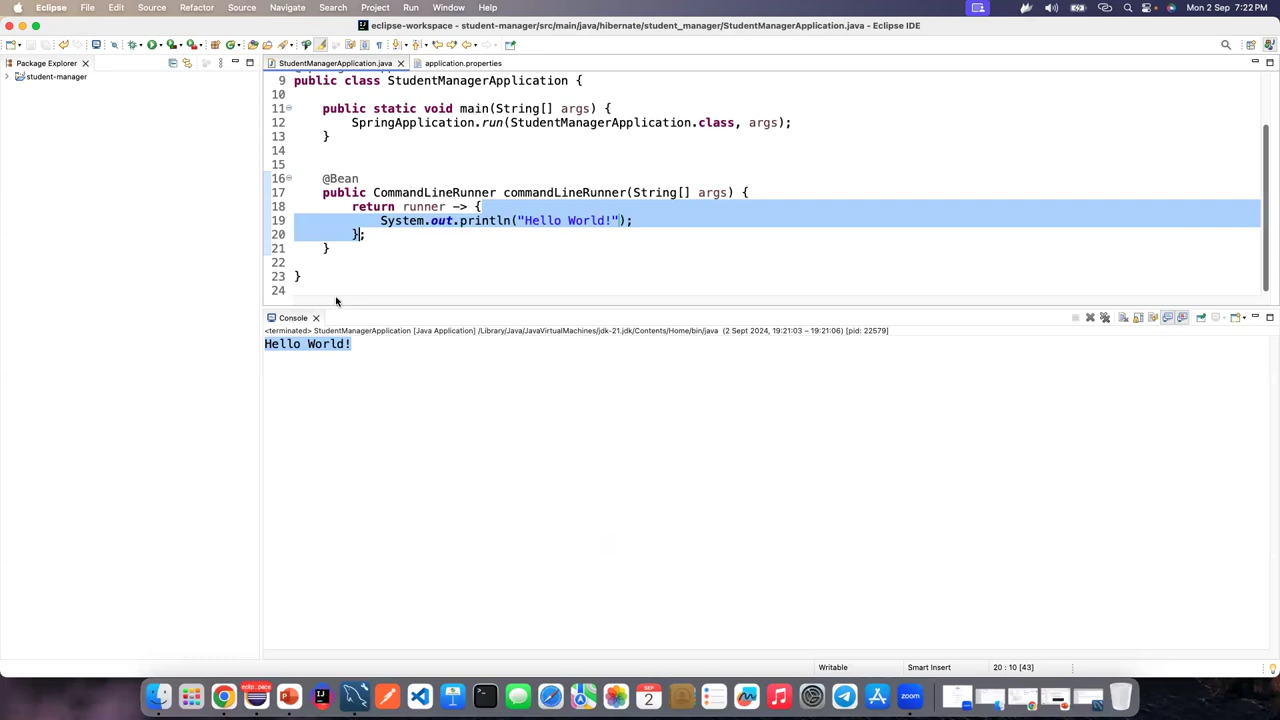 Eclipse File Edit Source Refactor Source Navigate Search Project Run Window Help Mon 2 Sep 7:22 PM
eclipse-workspace - student-manager/src/main/java/hibernate/student_manager/StudentManagerApplication.java - Eclipse IDE
Package Explorer
student-manager
StudentManagerApplication.java application.properties
9 public class StudentManagerApplication {
10
11 public static void main(String[] args) {
12 SpringApplication.run(StudentManagerApplication.class, args);
13 }
14
15
16 @Bean
17 public CommandLineRunner commandLineRunner(String[] args) {
18 return runner -> {
19 System.out.println("Hello World!");
20 };
21 }
22
23 }
24
Console
<terminated> StudentManagerApplication [Java Application] /Library/Java/JavaVirtualMachines/jdk-21.jdk/Contents/Home/bin/java (2 Sept 2024, 19:21:03 – 19:21:06) [pid: 22579]
Hello World!
Writable Smart Insert 20 : 10 [43]
SEP
2
zoom